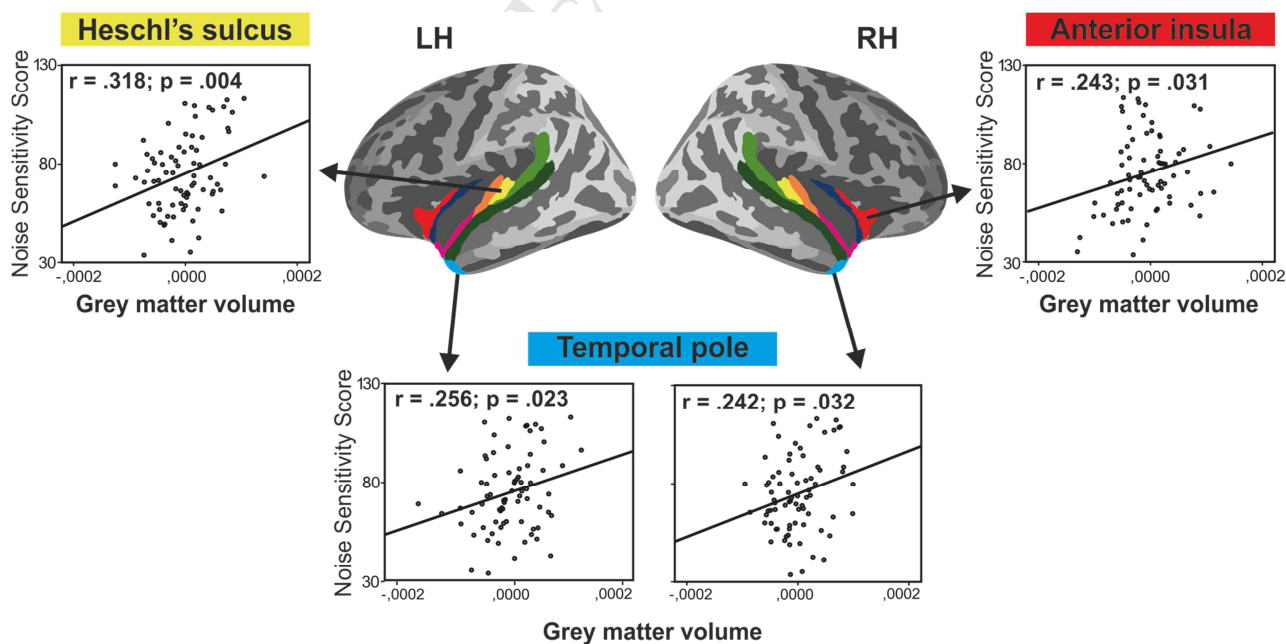 Heschl's sulcus
LH
RH
Anterior insula
Noise Sensitivity Score
130
80
30
r = .318; p = .004
-,0002
,0000
,0002
Grey matter volume
Noise Sensitivity Score
130
80
30
r = .243; p = .031
-,0002
,0000
,0002
Grey matter volume
Temporal pole
Noise Sensitivity Score
130
80
30
r = .256; p = .023
-,0002
,0000
,0002
r = .242; p = .032
-,0002
,0000
,0002
Grey matter volume